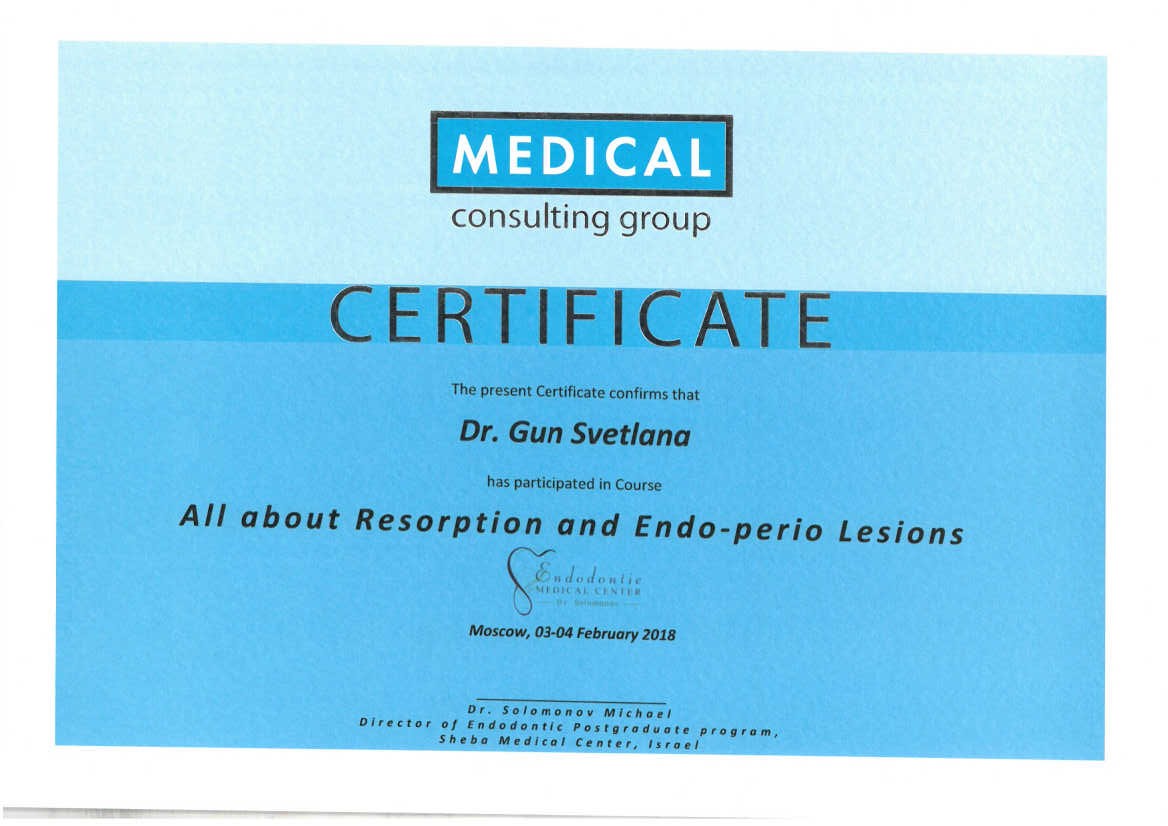 MEDICAL
consulting group
CERTIFICATE
The present Certificate confirms that
Dr. Gun Svetlana
has participated in Course
All about Resorption and Endo-perio Lesions
Endodontic
MEDICAL CENTER
Dr. Solomonov
Moscow, 03-04 February 2018
Dr. Solomonov Michael
Director of Endodontic Postgraduate program,
Sheba Medical Center, Israel